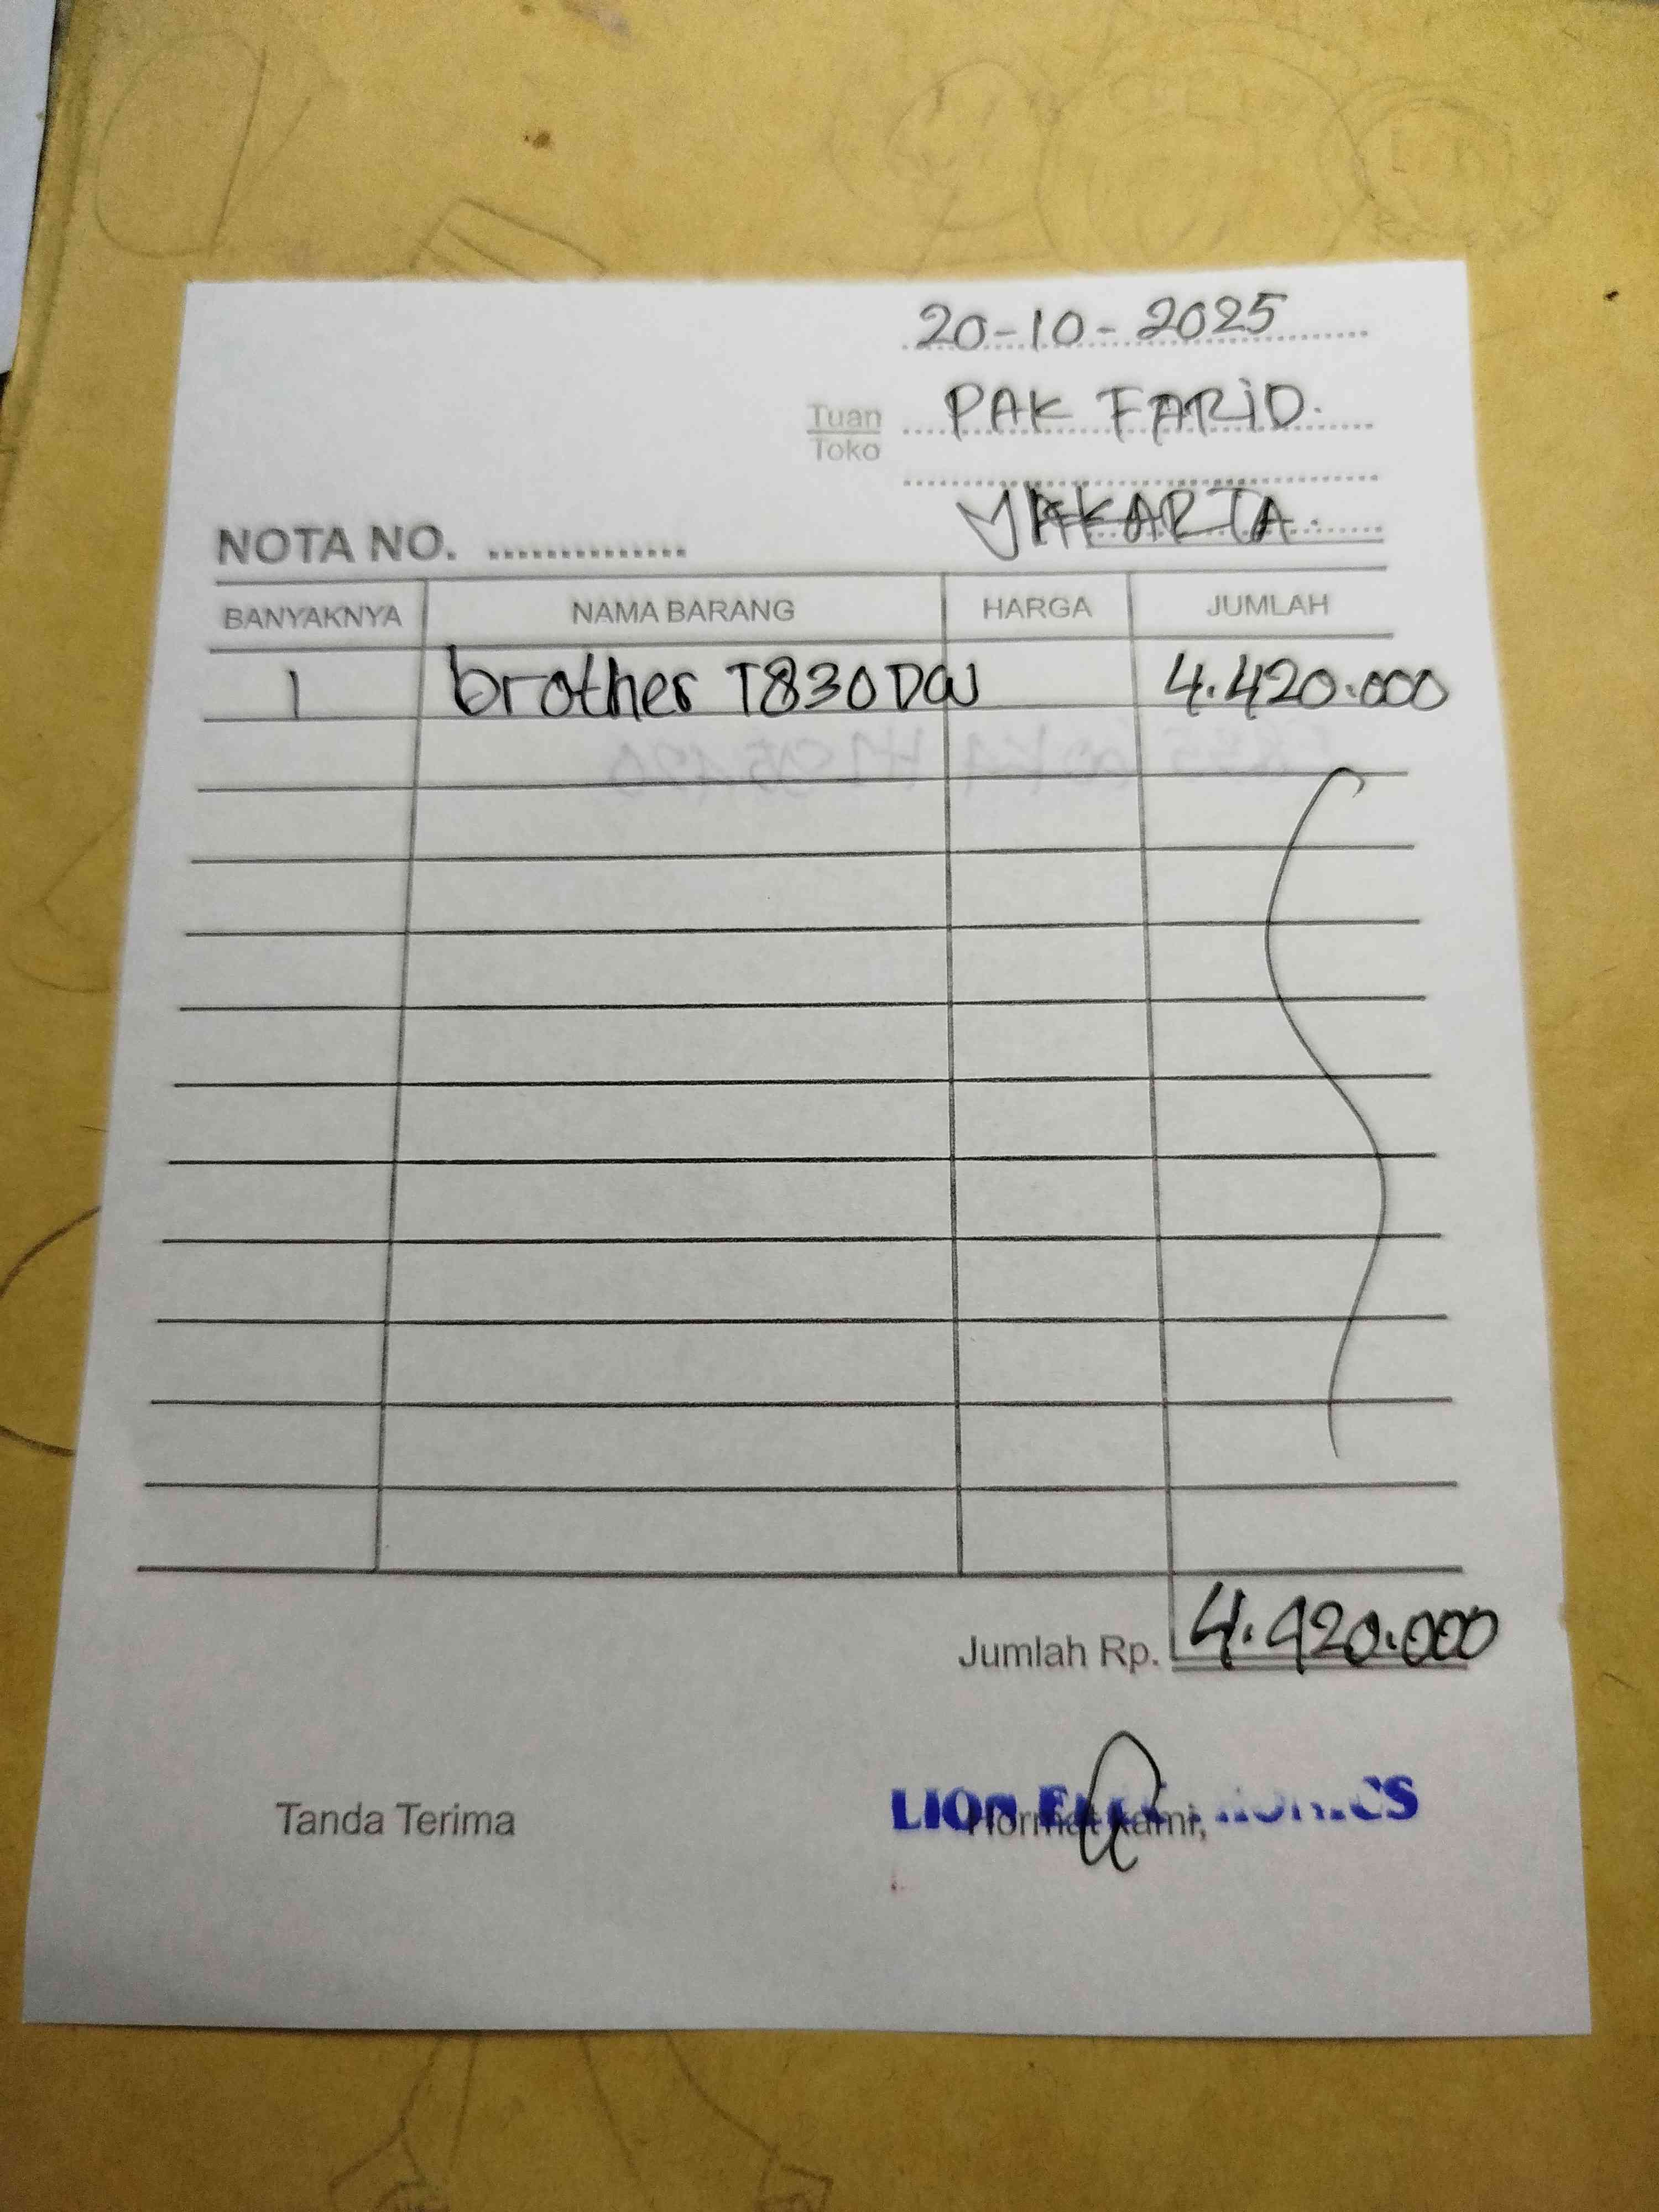 20-10-2025
Tuan PAK FARiD.
Toko
JAKARTA.
NOTA NO. ..............
BANYAKNYA NAMA BARANG HARGA JUMLAH
1 brother T830DW 4.420.000
Jumlah Rp. 4.420.000
Tanda Terima Hormat kami,
LION